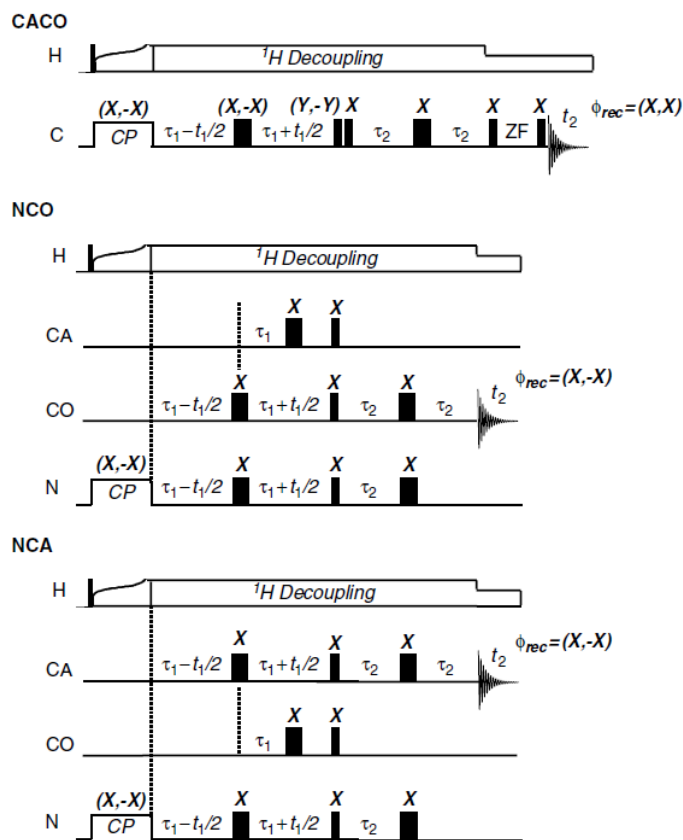 CACO
H ¹H Decoupling
(X,-X) (X,-X) (Y,-Y) X X X X ϕrec=(X,X)
C CP τ₁−t₁/2 τ₁+t₁/2 τ₂ τ₂ ZF t₂
NCO
H ¹H Decoupling
X X
CA τ₁
X X X t₂ ϕrec=(X,-X)
CO τ₁−t₁/2 τ₁+t₁/2 τ₂ τ₂
(X,-X) X X X
N CP τ₁−t₁/2 τ₁+t₁/2 τ₂
NCA
H ¹H Decoupling
X X X t₂ ϕrec=(X,-X)
CA τ₁−t₁/2 τ₁+t₁/2 τ₂ τ₂
X X
CO τ₁
(X,-X) X X X
N CP τ₁−t₁/2 τ₁+t₁/2 τ₂